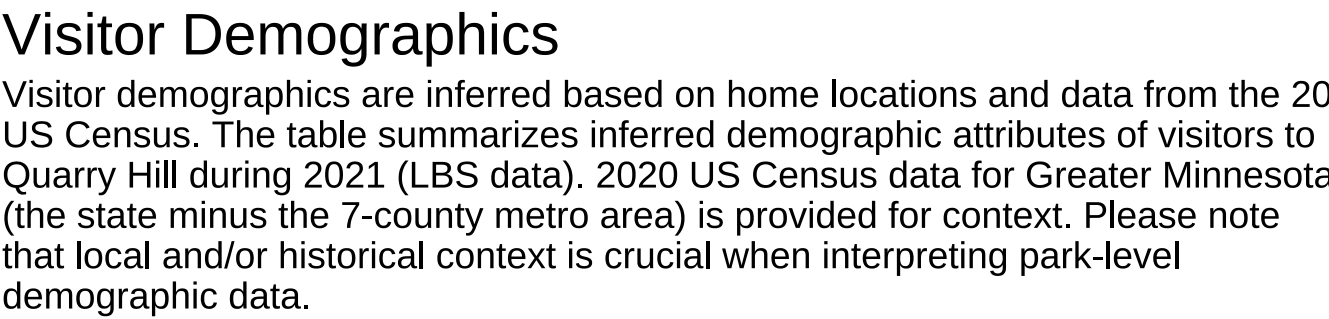 Visitor Demographics
Visitor demographics are inferred based on home locations and data from the 20
US Census. The table summarizes inferred demographic attributes of visitors to
Quarry Hill during 2021 (LBS data). 2020 US Census data for Greater Minnesota
(the state minus the 7-county metro area) is provided for context. Please note
that local and/or historical context is crucial when interpreting park-level
demographic data.